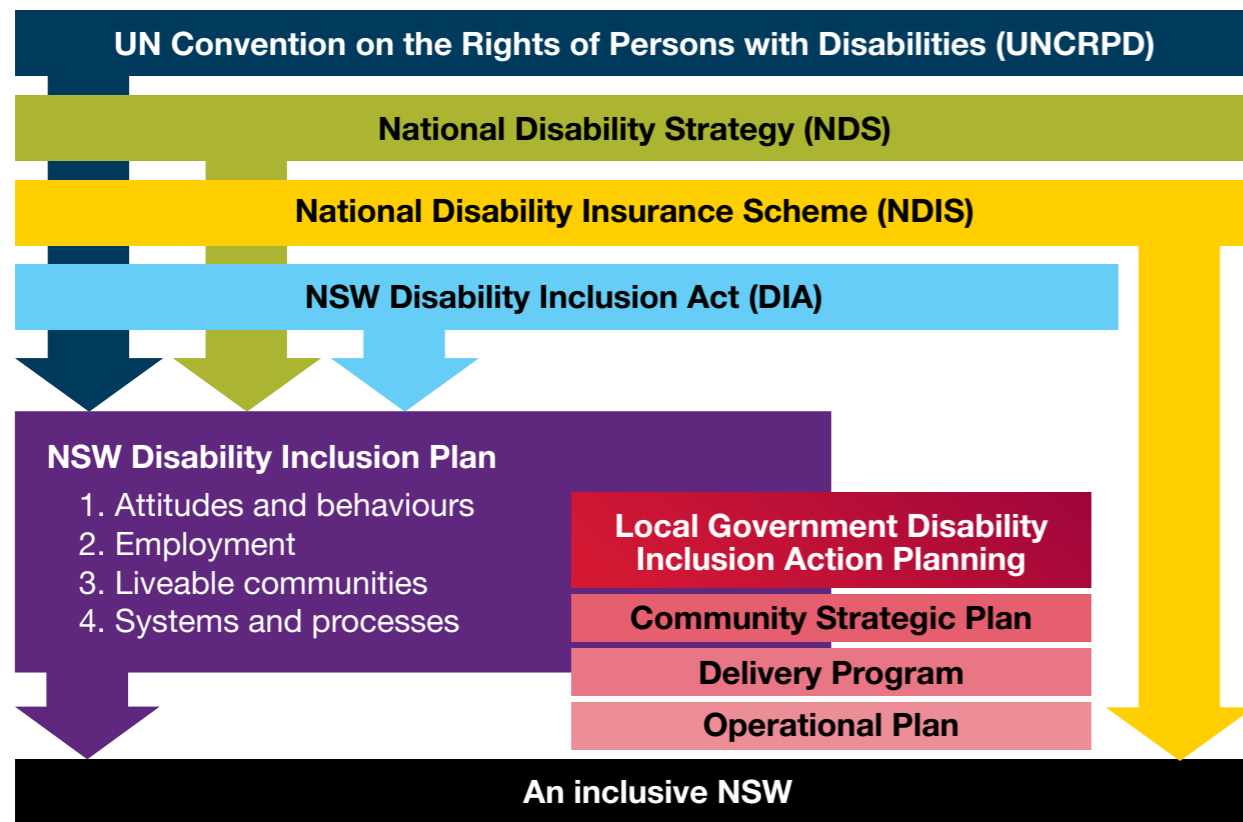 UN Convention on the Rights of Persons with Disabilities (UNCRPD)
National Disability Strategy (NDS)
National Disability Insurance Scheme (NDIS)
NSW Disability Inclusion Act (DIA)
NSW Disability Inclusion Plan
1. Attitudes and behaviours
2. Employment
3. Liveable communities
4. Systems and processes
Local Government Disability
Inclusion Action Planning
Community Strategic Plan
Delivery Program
Operational Plan
An inclusive NSW